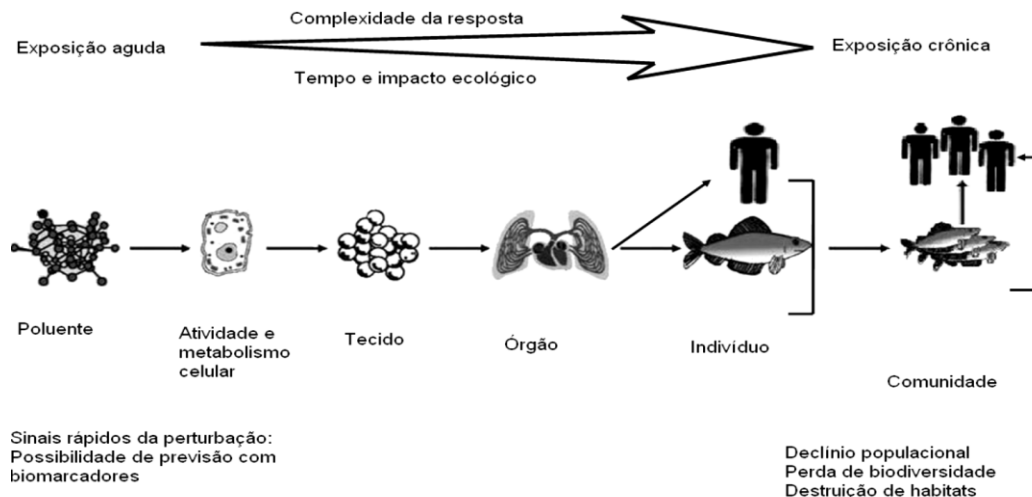 Complexidade da resposta
Exposição aguda
Exposição crônica
Tempo e impacto ecológico
Poluente
Atividade e
metabolismo
celular
Tecido
Órgão
Indivíduo
Comunidade
Sinais rápidos da perturbação:
Possibilidade de previsão com
biomarcadores
Declínio populacional
Perda de biodiversidade
Destruição de habitats